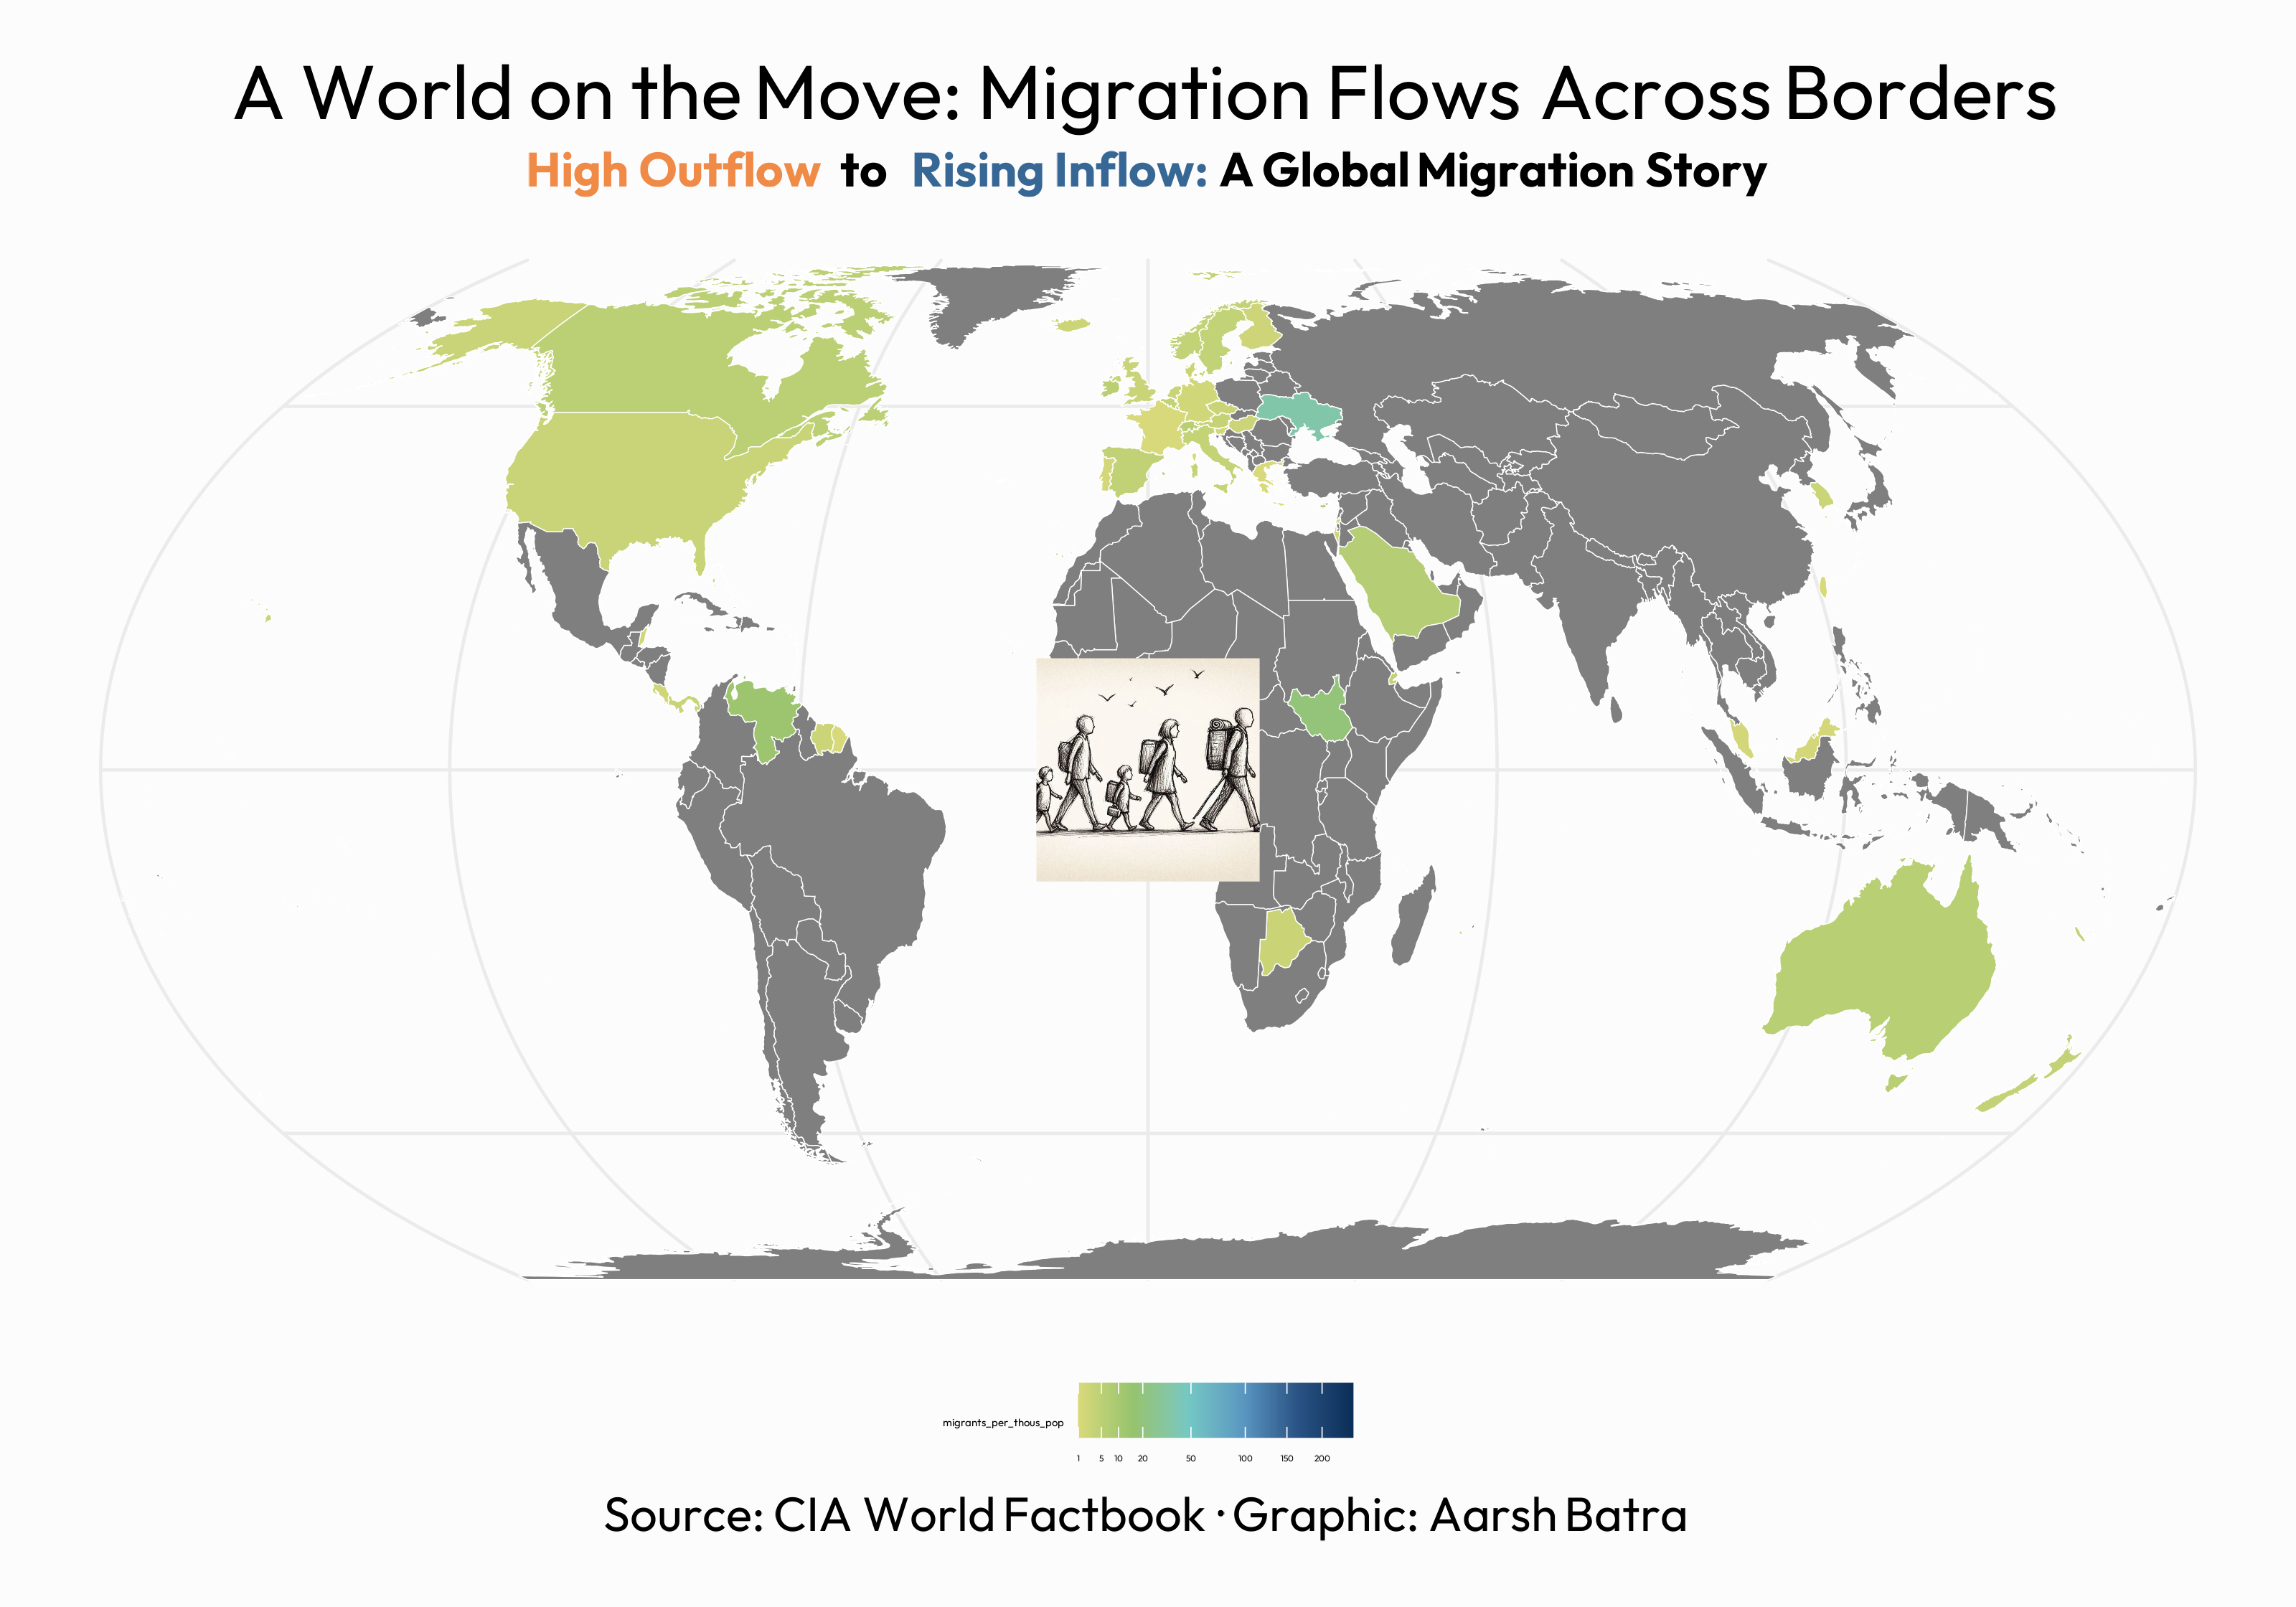 A World on the Move: Migration Flows Across Borders
High Outflow to Rising Inflow: A Global Migration Story
migrants_per_thous_pop
1 5 10 20 50 100 150 200
Source: CIA World Factbook · Graphic: Aarsh Batra